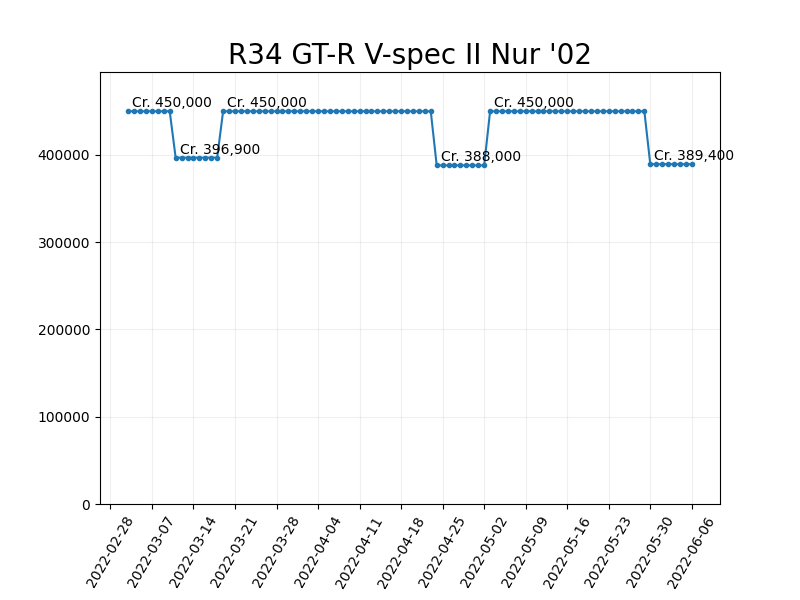 R34 GT-R V-spec II Nur '02
Cr. 450,000
Cr. 450,000
Cr. 450,000
Cr. 396,900
Cr. 388,000
Cr. 389,400
400000
300000
200000
100000
0
2022-02-28
2022-03-07
2022-03-14
2022-03-21
2022-03-28
2022-04-04
2022-04-11
2022-04-18
2022-04-25
2022-05-02
2022-05-09
2022-05-16
2022-05-23
2022-05-30
2022-06-06